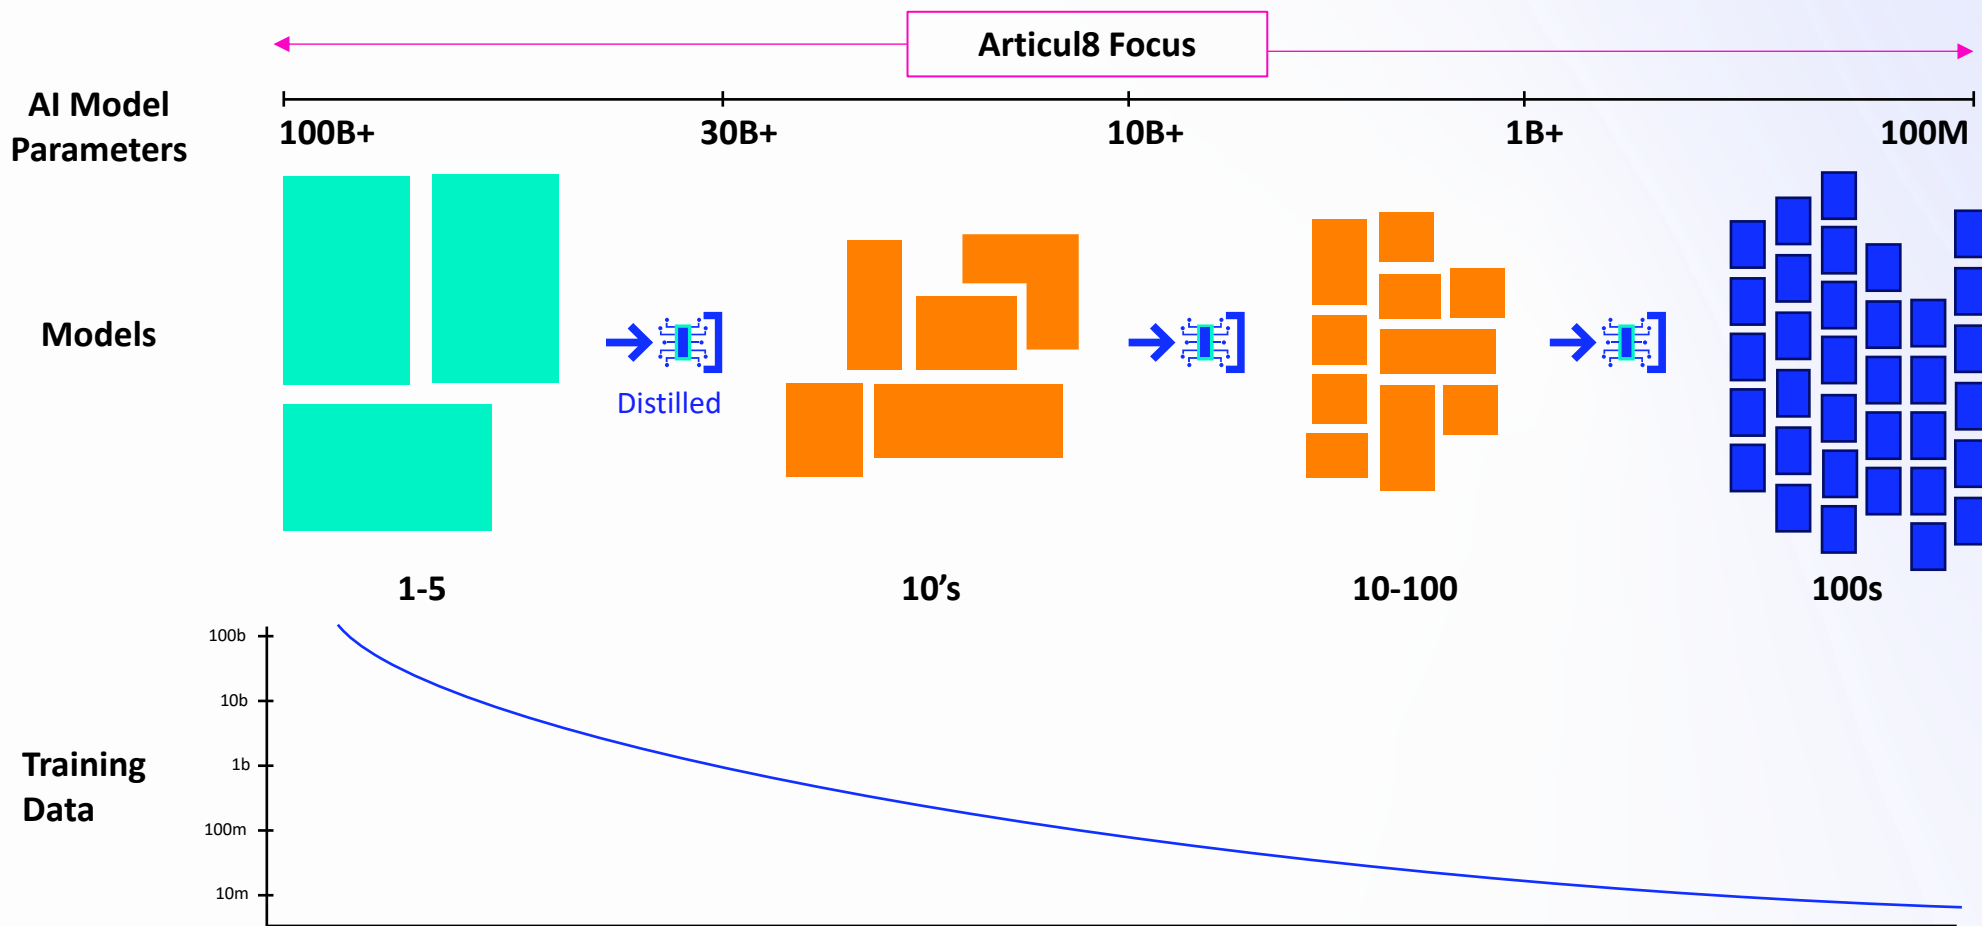 Articul8 Focus
AI Model
Parameters
100B+
30B+
10B+
1B+
100M
Models
Distilled
1-5
10’s
10-100
100s
Training
Data
100b
10b
1b
100m
10m